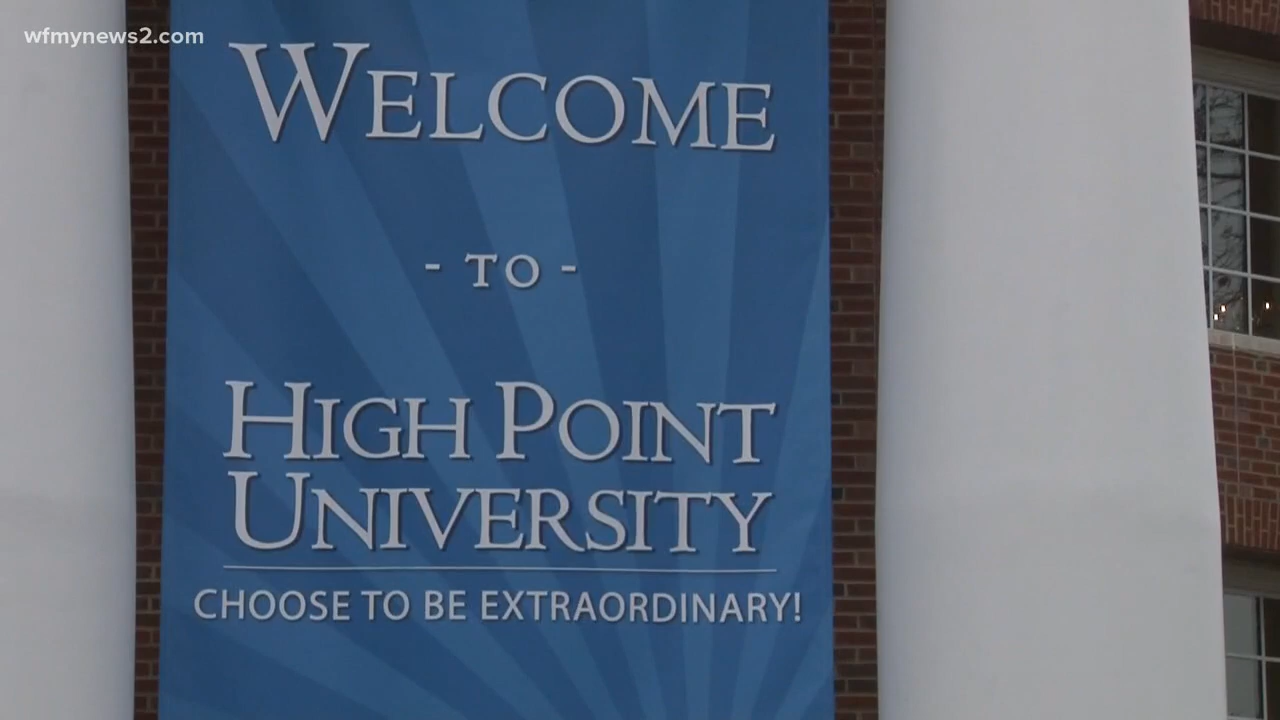 wfmynews2.com
WELCOME
- TO -
HIGH POINT
UNIVERSITY
CHOOSE TO BE EXTRAORDINARY!